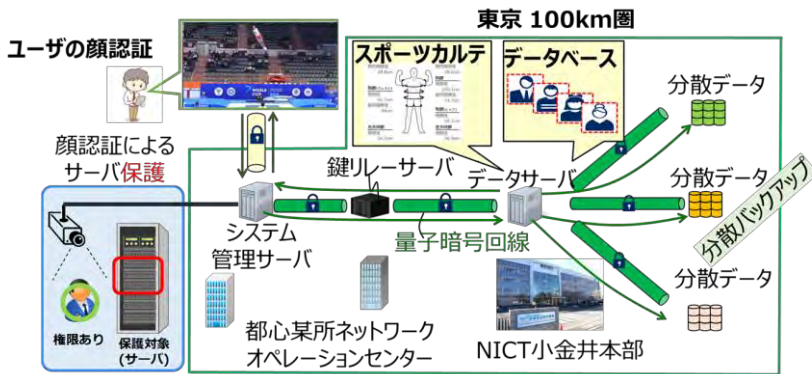 東京 100km圏
ユーザの顔認証
スポーツカルテ
データベース
分散データ
顔認証による
サーバ保護
鍵リレーサーバ
データサーバ
分散データ
システム
管理サーバ
量子暗号回線
分散バックアップ
分散データ
権限あり
保護対象
(サーバ)
都心某所ネットワーク
オペレーションセンター
NICT小金井本部